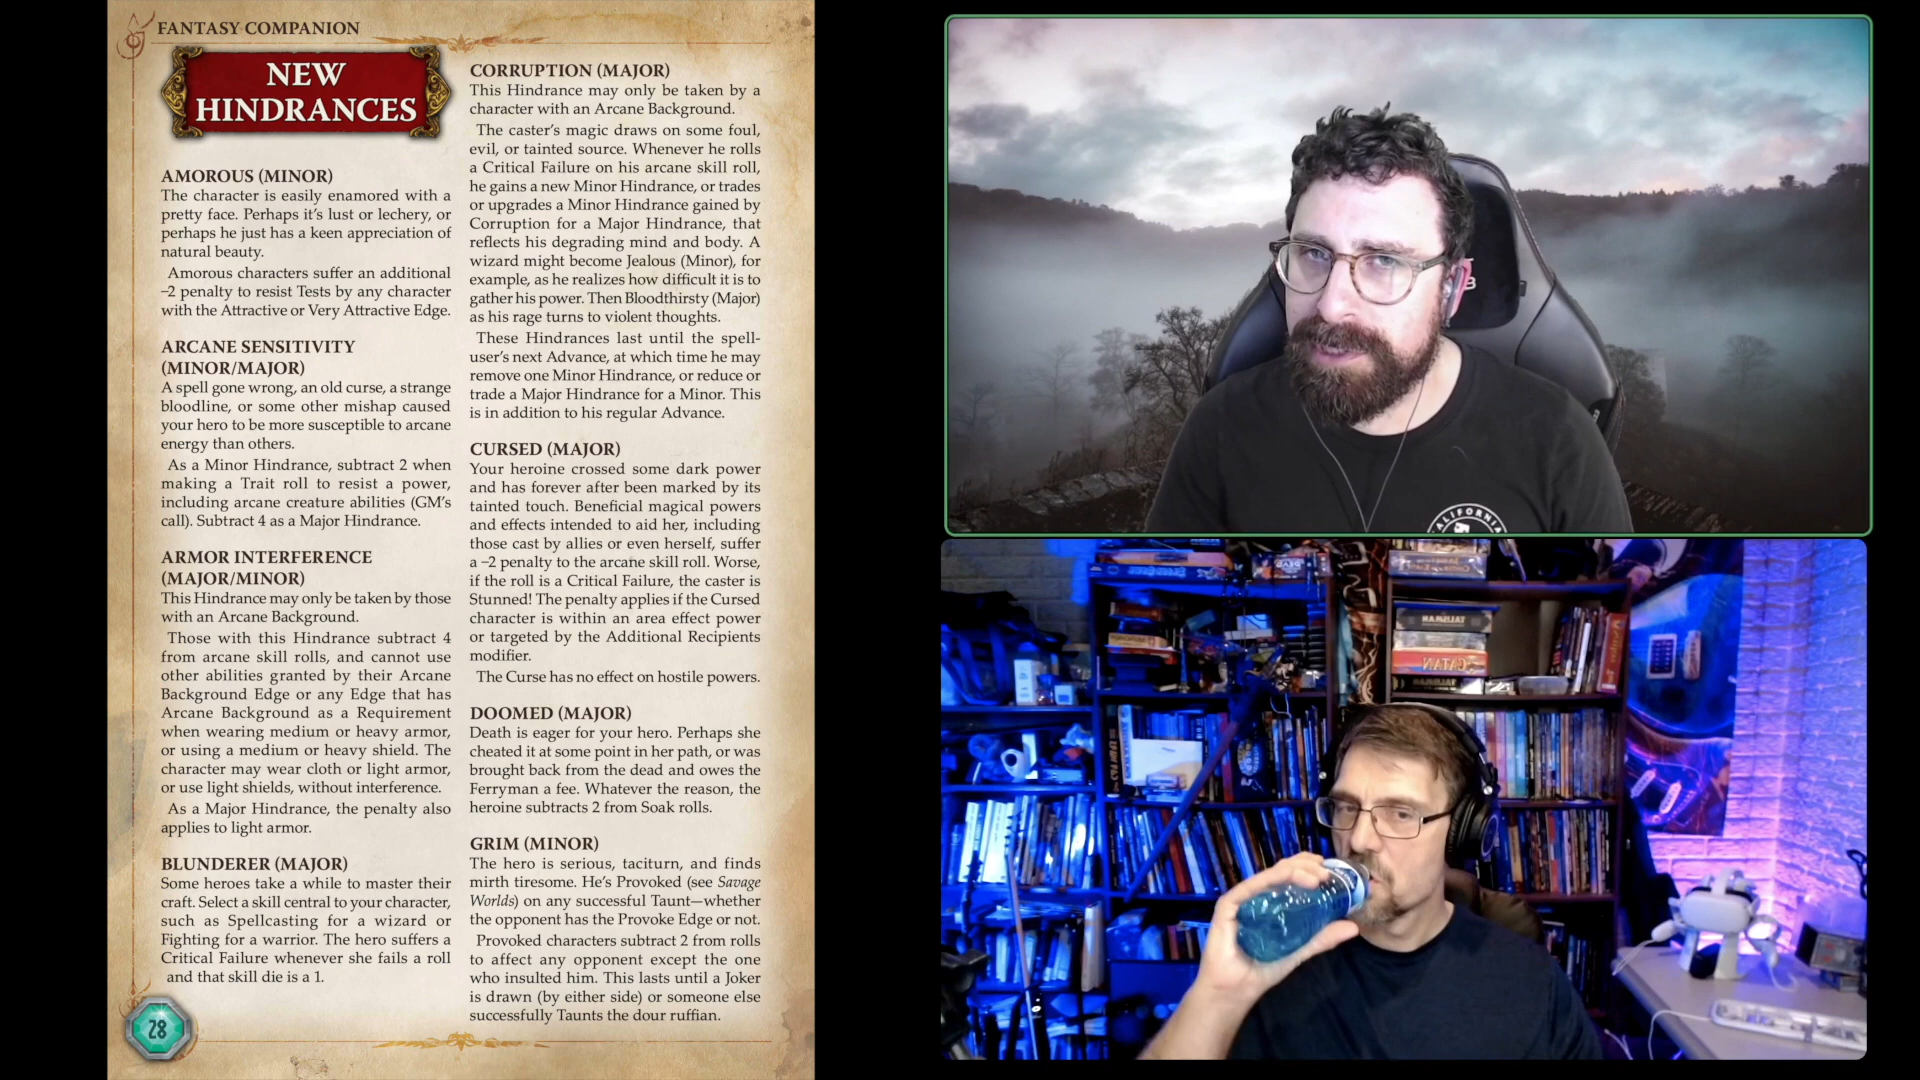 FANTASY COMPANION
NEW
HINDRANCES
AMOROUS (MINOR)
The character is easily enamored with a
pretty face. Perhaps it's lust or lechery, or
perhaps he just has a keen appreciation of
natural beauty.
Amorous characters suffer an additional
–2 penalty to resist Tests by any character
with the Attractive or Very Attractive Edge.
ARCANE SENSITIVITY
(MINOR/MAJOR)
A spell gone wrong, an old curse, a strange
bloodline, or some other mishap caused
your hero to be more susceptible to arcane
energy than others.
As a Minor Hindrance, subtract 2 when
making a Trait roll to resist a power,
including arcane creature abilities (GM's
call). Subtract 4 as a Major Hindrance.
ARMOR INTERFERENCE
(MAJOR/MINOR)
This Hindrance may only be taken by those
with an Arcane Background.
Those with this Hindrance subtract 4
from arcane skill rolls, and cannot use
other abilities granted by their Arcane
Background Edge or any Edge that has
Arcane Background as a Requirement
when wearing medium or heavy armor,
or using a medium or heavy shield. The
character may wear cloth or light armor,
or use light shields, without interference.
As a Major Hindrance, the penalty also
applies to light armor.
BLUNDERER (MAJOR)
Some heroes take a while to master their
craft. Select a skill central to your character,
such as Spellcasting for a wizard or
Fighting for a warrior. The hero suffers a
Critical Failure whenever she fails a roll
and that skill die is a 1.
28
CORRUPTION (MAJOR)
This Hindrance may only be taken by a
character with an Arcane Background.
The caster's magic draws on some foul,
evil, or tainted source. Whenever he rolls
a Critical Failure on his arcane skill roll,
he gains a new Minor Hindrance, or trades
or upgrades a Minor Hindrance gained by
Corruption for a Major Hindrance, that
reflects his degrading mind and body. A
wizard might become Jealous (Minor), for
example, as he realizes how difficult it is to
gather his power. Then Bloodthirsty (Major)
as his rage turns to violent thoughts.
These Hindrances last until the spell-
user's next Advance, at which time he may
remove one Minor Hindrance, or reduce or
trade a Major Hindrance for a Minor. This
is in addition to his regular Advance.
CURSED (MAJOR)
Your heroine crossed some dark power
and has forever after been marked by its
tainted touch. Beneficial magical powers
and effects intended to aid her, including
those cast by allies or even herself, suffer
a –2 penalty to the arcane skill roll. Worse,
if the roll is a Critical Failure, the caster is
Stunned! The penalty applies if the Cursed
character is within an area effect power
or targeted by the Additional Recipients
modifier.
The Curse has no effect on hostile powers.
DOOMED (MAJOR)
Death is eager for your hero. Perhaps she
cheated it at some point in her path, or was
brought back from the dead and owes the
Ferryman a fee. Whatever the reason, the
heroine subtracts 2 from Soak rolls.
GRIM (MINOR)
The hero is serious, taciturn, and finds
mirth tiresome. He's Provoked (see Savage
Worlds) on any successful Taunt—whether
the opponent has the Provoke Edge or not.
Provoked characters subtract 2 from rolls
to affect any opponent except the one
who insulted him. This lasts until a Joker
is drawn (by either side) or someone else
successfully Taunts the dour ruffian.
CALIFORNIA
TALISMAN
CATAN